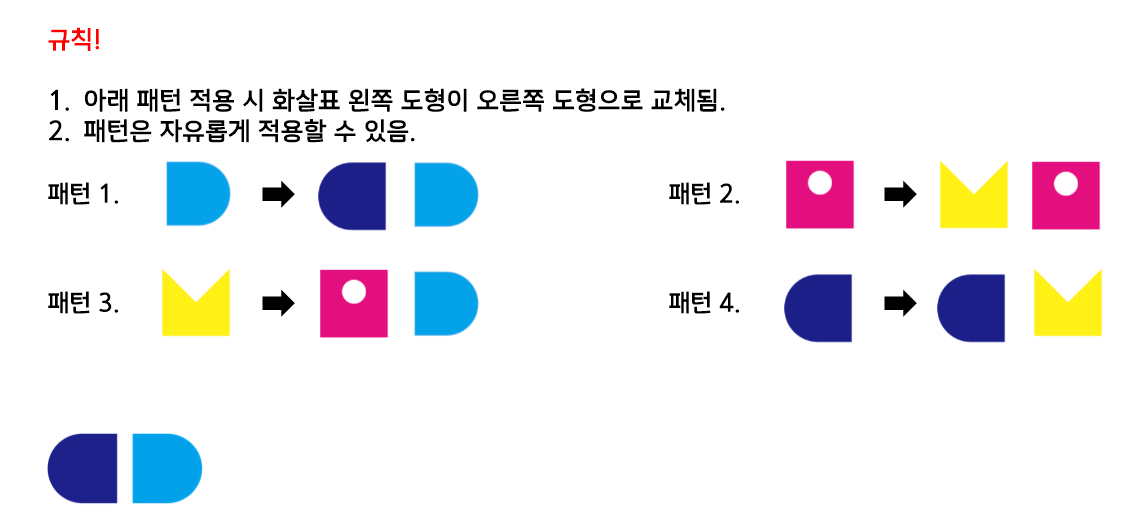 규칙!
1. 아래 패턴 적용 시 화살표 왼쪽 도형이 오른쪽 도형으로 교체됨.
2. 패턴은 자유롭게 적용할 수 있음.
패턴 1.
패턴 2.
패턴 3.
패턴 4.